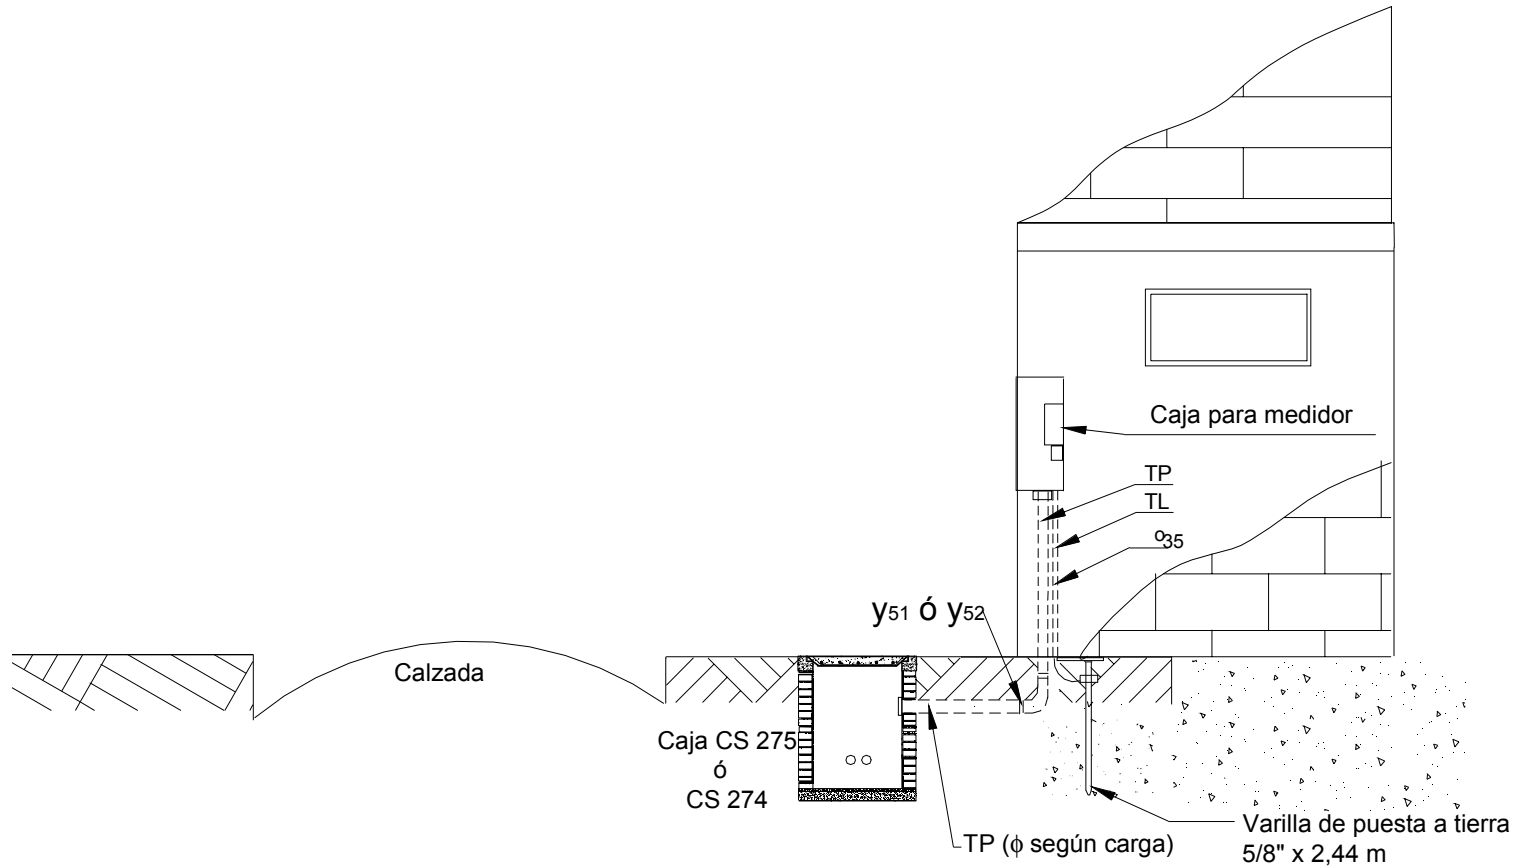 Caja para medidor
TP
TL
o35
y51 ó y52
Calzada
Caja CS 275
ó
CS 274
TP (ϕ según carga)
Varilla de puesta a tierra
5/8" x 2,44 m